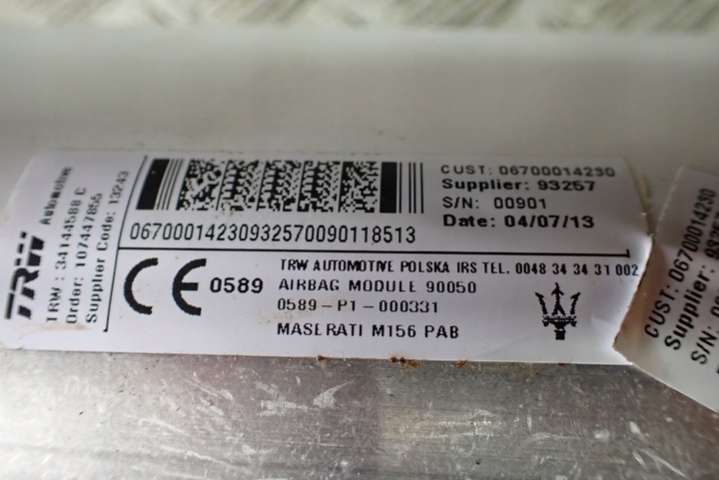 TRW Automotive
TRW : 34144588 C
Order: 107447855
Supplier Code: 13243
CUST: 06700014230
Supplier: 93257
S/N: 00901
Date: 04/07/13
06700014230932570090118513
CE 0589
TRW AUTOMOTIVE POLSKA IRS TEL. 0048 34 34 31 002
AIRBAG MODULE 90050
0589-P1-000331
MASERATI M156 PAB
CUST: 06700014230
Supplier:
S/N: